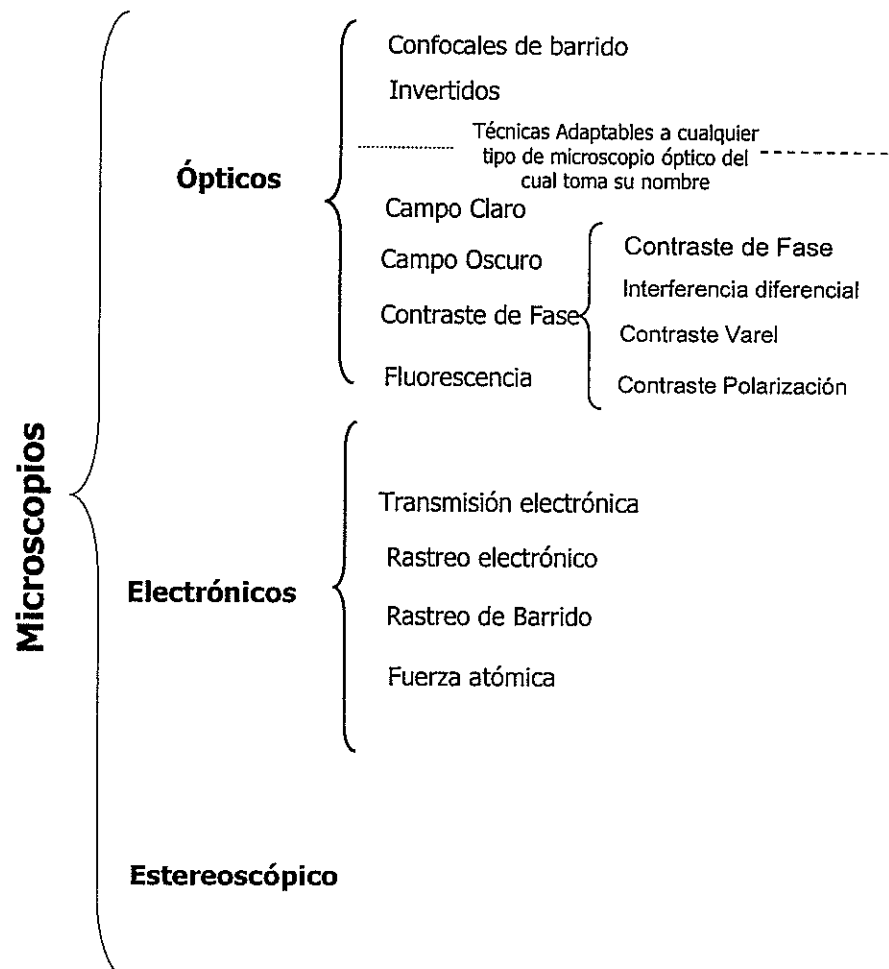 Microscopios
Ópticos
Confocales de barrido
Invertidos
Técnicas Adaptables a cualquier
tipo de microscopio óptico del
cual toma su nombre
Campo Claro
Campo Oscuro
Contraste de Fase
Contraste de Fase
Interferencia diferencial
Contraste Varel
Contraste Polarización
Fluorescencia
Electrónicos
Transmisión electrónica
Rastreo electrónico
Rastreo de Barrido
Fuerza atómica
Estereoscópico